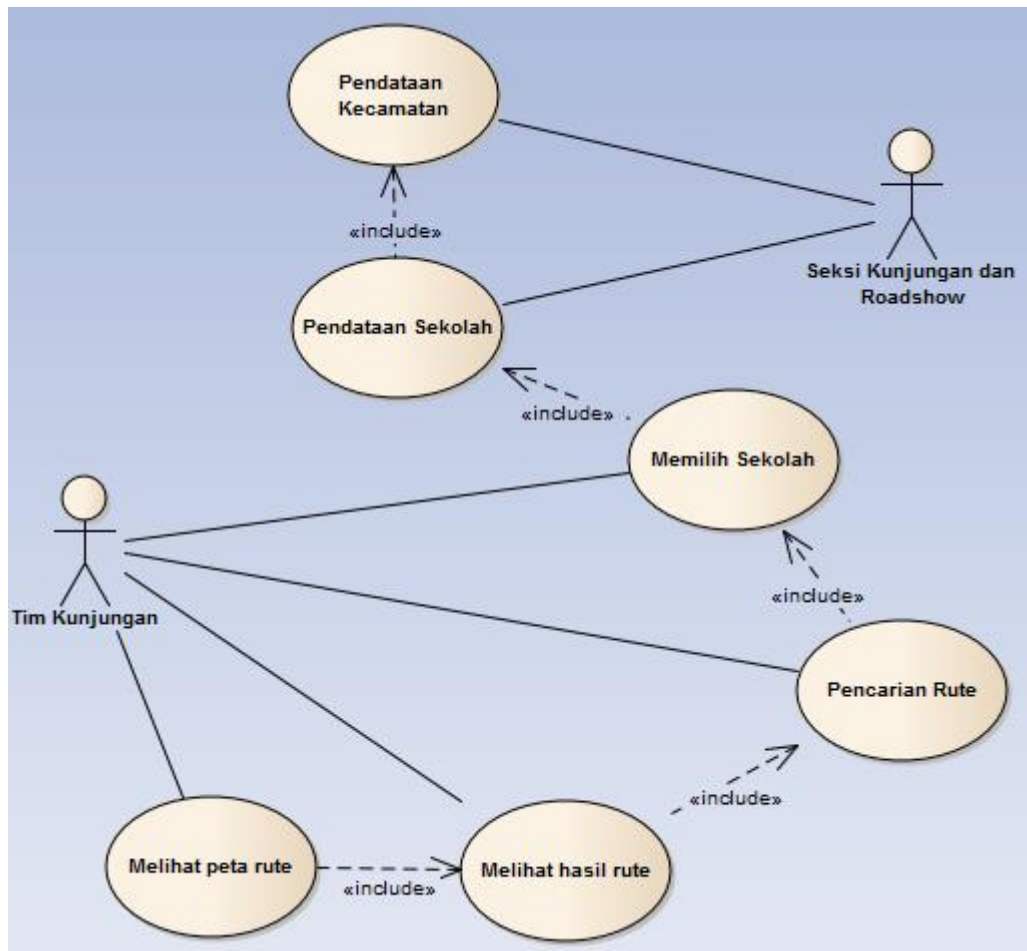 Pendataan
Kecamatan
«include»
Seksi Kunjungan dan
Roadshow
Pendataan Sekolah
«include»
Memilih Sekolah
Tim Kunjungan
«include»
Pencarian Rute
«include»
Melihat peta rute
«include»
Melihat hasil rute